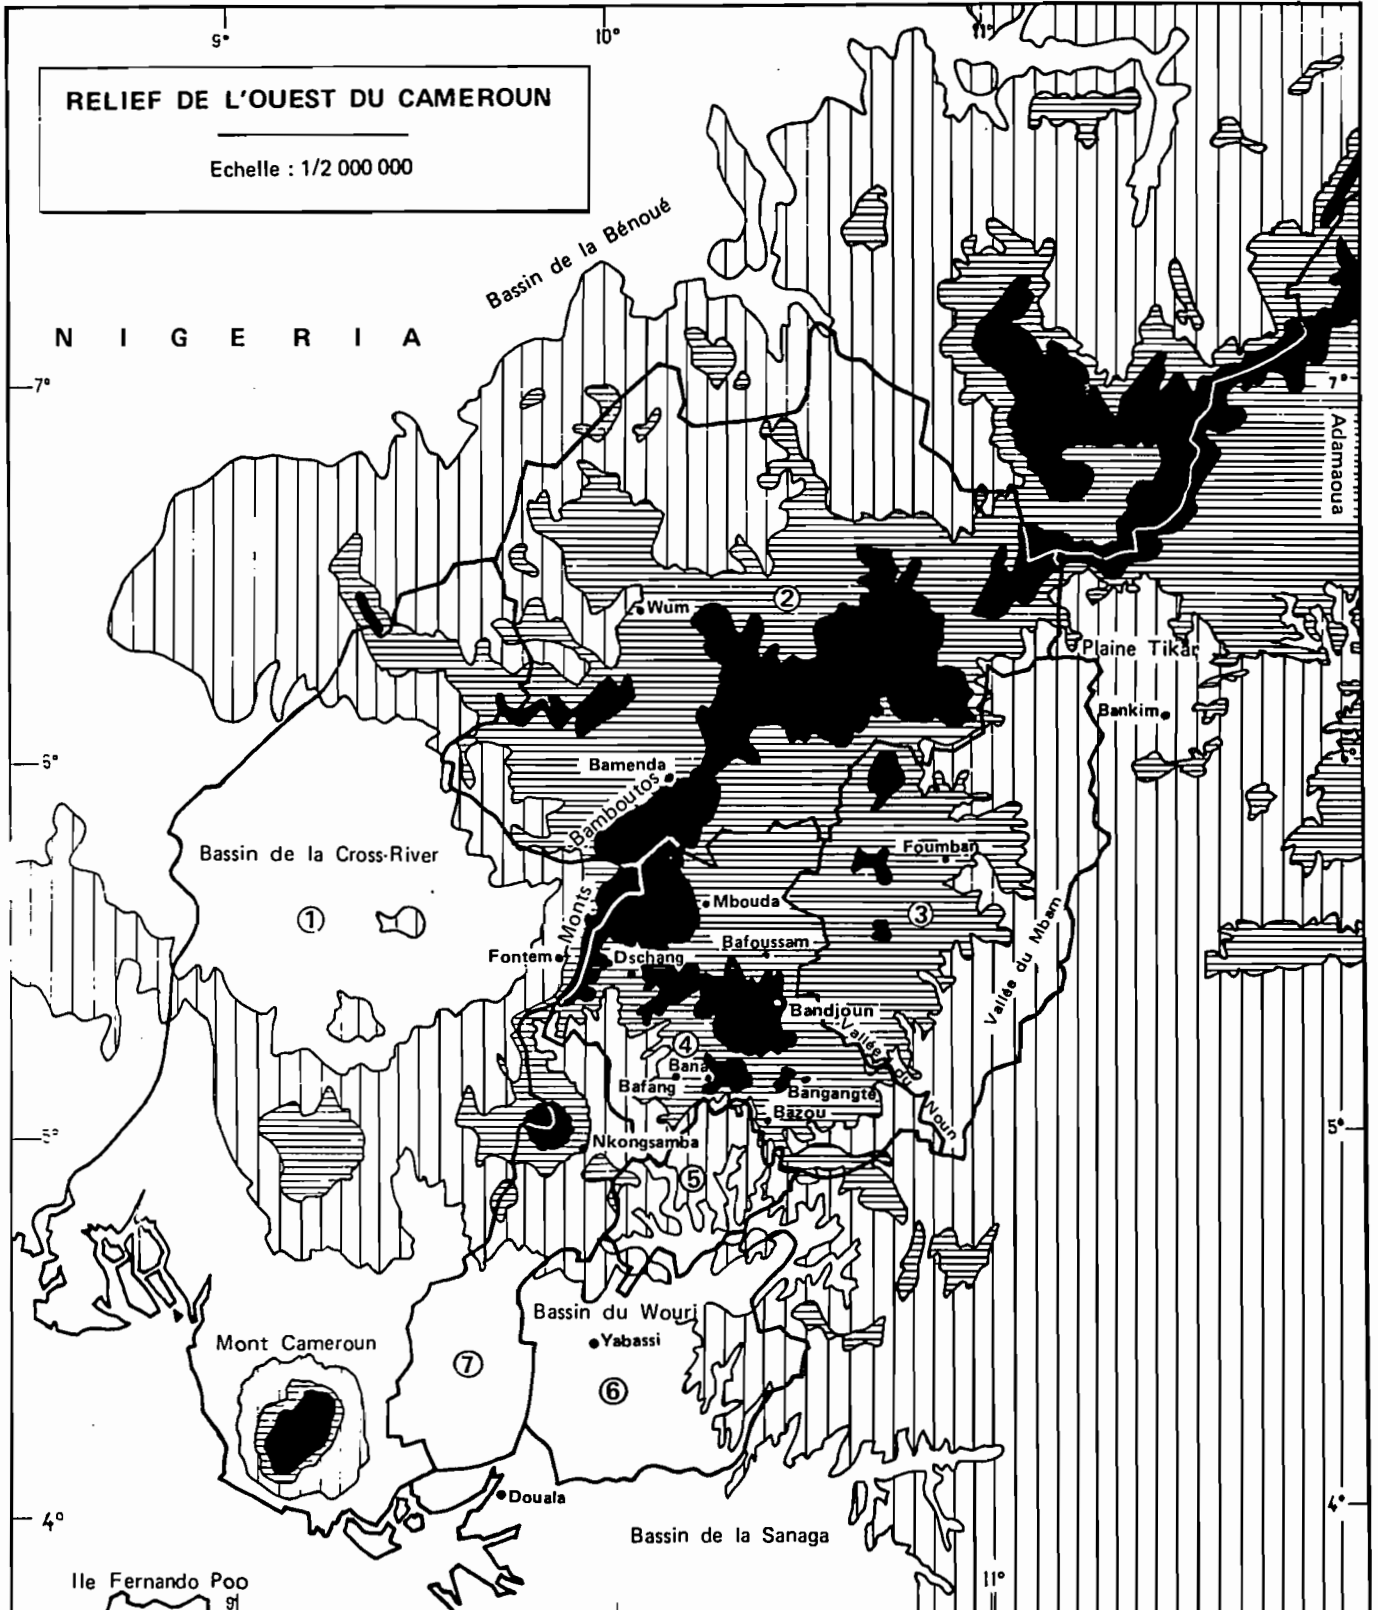 9°
10°
11°
RELIEF DE L'OUEST DU CAMEROUN
Echelle : 1/2 000 000
Bassin de la Bénoué
NIGERIA
7°
7°
Adamaoua
Wum
②
Plaine Tikar
Bankim
6°
Bamenda
Monts Bamboutos
Bassin de la Cross-River
①
Foumban
Mbouda
③
Bafoussam
Fontem
Dschang
Vallée du Mbam
Bandjoun
Vallée du Noun
④
Bana
Bafang
Bangangté
Bazou
5°
5°
Nkongsamba
⑤
Bassin du Wouri
Yabassi
Mont Cameroun
⑦
⑥
Douala
4°
4°
Bassin de la Sanaga
Ile Fernando Poo
9°
11°